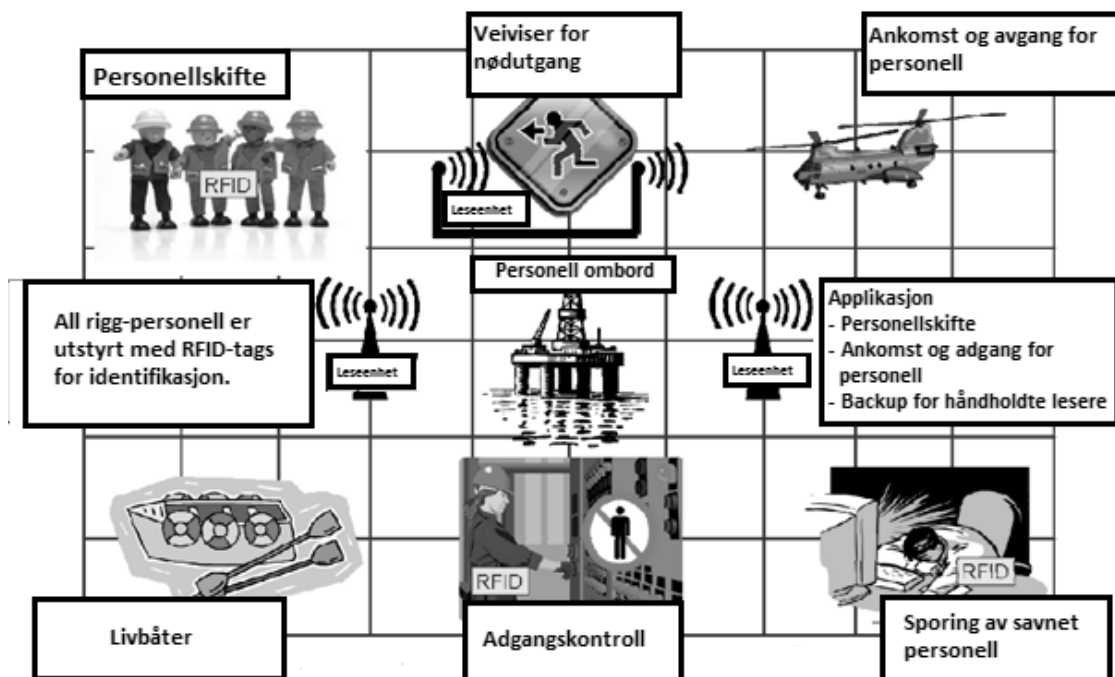 Personellskifte
Veiviser for
nødutgang
Ankomst og avgang for
personell
RFID
Leseenhet
Personell ombord
All rigg-personell er
utstyrt med RFID-tags
for identifikasjon.
Leseenhet
Leseenhet
Applikasjon
- Personellskifte
- Ankomst og adgang for
personell
- Backup for håndholdte lesere
RFID
RFID
Livbåter
Adgangskontroll
Sporing av savnet
personell